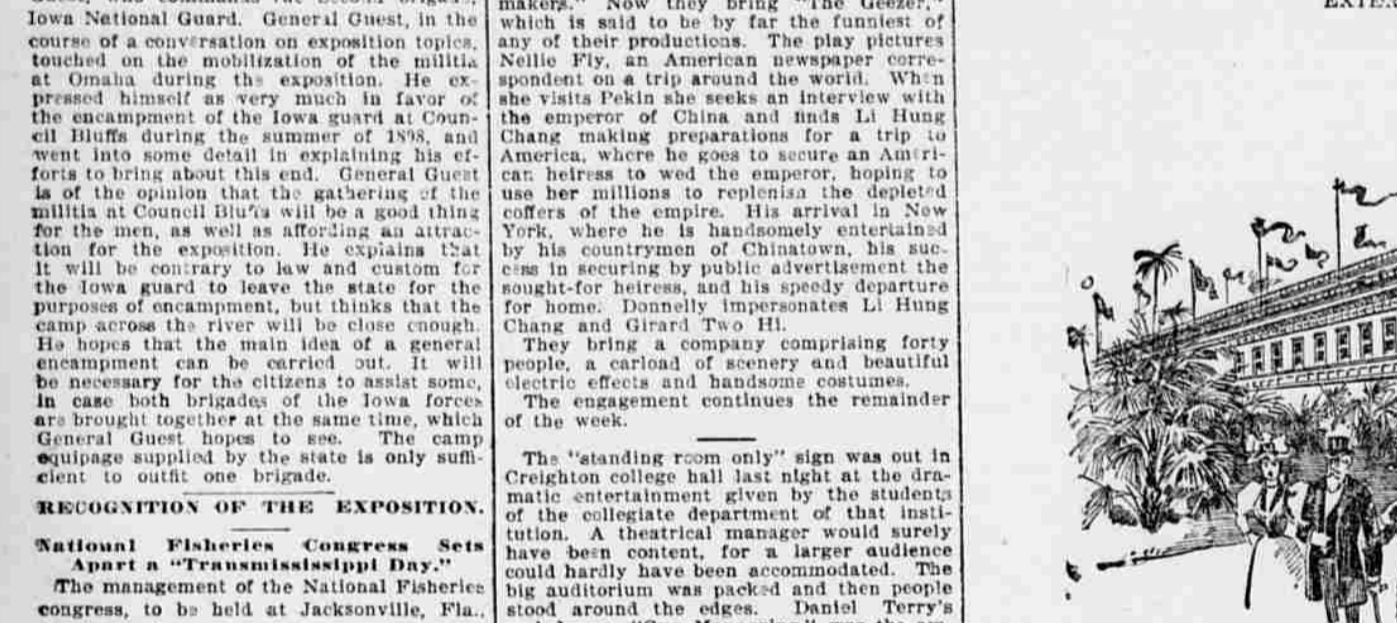 Iowa National Guard. General Guest, in the
course of a conversation on exposition topics,
touched on the mobilization of the militia
at Omaha during the exposition. He ex-
pressed himself as very much in favor of
the encampment of the Iowa guard at Coun-
cil Bluffs during the summer of 1898, and
went into some detail in explaining his ef-
forts to bring about this end. General Guest
is of the opinion that the gathering of the
militia at Council Bluffs will be a good thing
for the men, as well as affording an attrac-
tion for the exposition. He explains that
it will be contrary to law and custom for
the Iowa guard to leave the state for the
purposes of encampment, but thinks that the
camp across the river will be close enough.
He hopes that the main idea of a general
encampment can be carried out. It will
be necessary for the citizens to assist some,
in case both brigades of the Iowa forces
are brought together at the same time, which
General Guest hopes to see. The camp
equipage supplied by the state is only suffi-
cient to outfit one brigade.
RECOGNITION OF THE EXPOSITION.
National Fisheries Congress Sets
Apart a "Transmississippi Day."
The management of the National Fisheries
congress, to be held at Jacksonville, Fla.,
makers." Now they bring "The Geezer,"
which is said to be by far the funniest of
any of their productions. The play pictures
Nellie Fly, an American newspaper corre-
spondent on a trip around the world. When
she visits Pekin she seeks an interview with
the emperor of China and finds Li Hung
Chang making preparations for a trip to
America, where he goes to secure an Ameri-
can heiress to wed the emperor, hoping to
use her millions to replenish the depleted
coffers of the empire. His arrival in New
York, where he is handsomely entertained
by his countrymen of Chinatown, his suc-
cess in securing by public advertisement the
sought-for heiress, and his speedy departure
for home. Donnelly impersonates Li Hung
Chang and Girard Two Hi.
They bring a company comprising forty
people, a carload of scenery and beautiful
electric effects and handsome costumes.
The engagement continues the remainder
of the week.
The "standing room only" sign was out in
Creighton college hall last night at the dra-
matic entertainment given by the students
of the collegiate department of that insti-
tution. A theatrical manager would surely
have been content, for a larger audience
could hardly have been accommodated. The
big auditorium was packed and then people
stood around the edges. Daniel Terry's